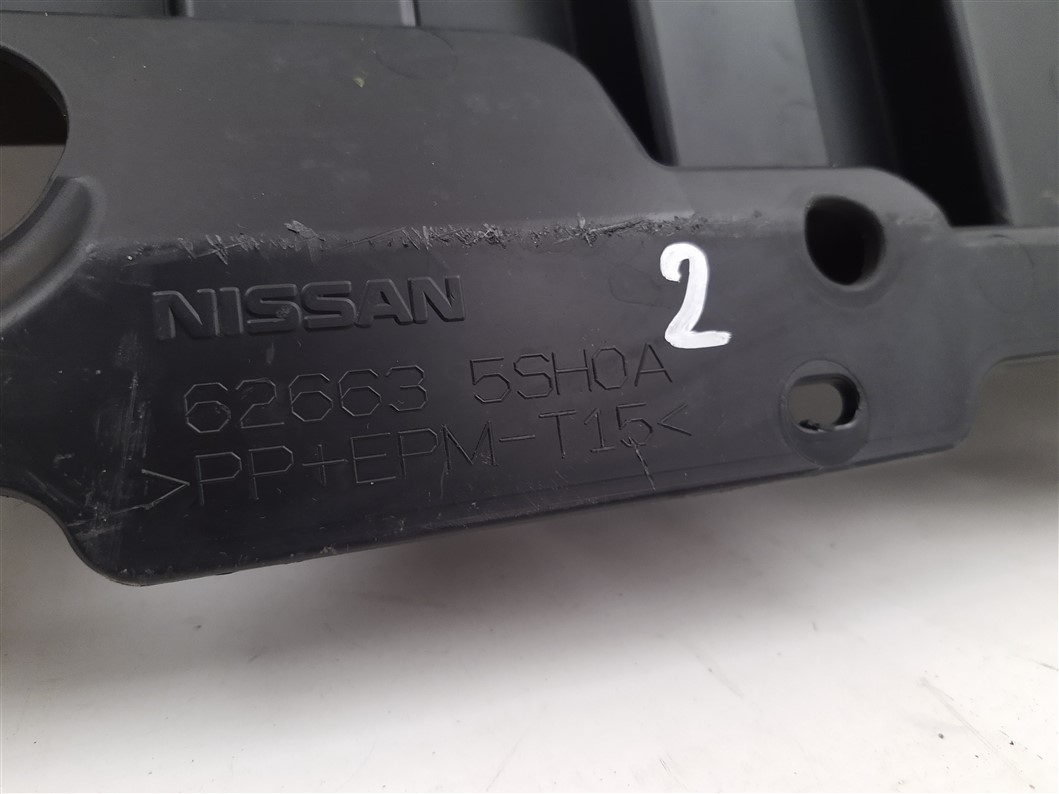 NISSAN
2
62663 5SH0A
>PP+EPM-T15<